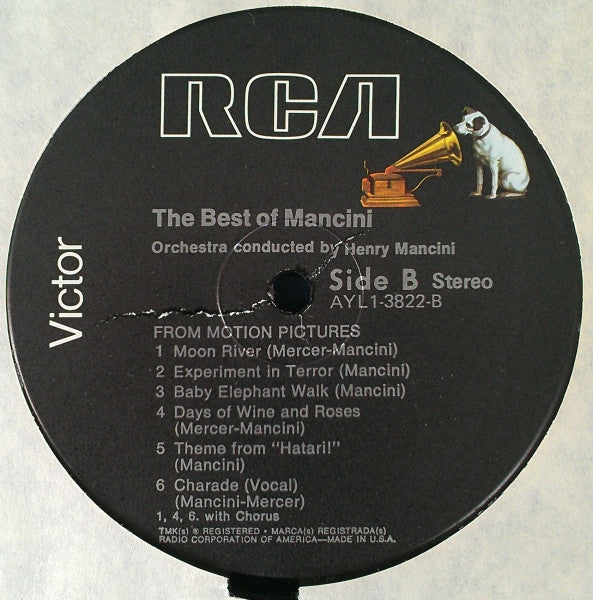 RCA
Victor
The Best of Mancini
Orchestra conducted by Henry Mancini
Side B Stereo
AYL1-3822-B
FROM MOTION PICTURES
1 Moon River (Mercer-Mancini)
2 Experiment in Terror (Mancini)
3 Baby Elephant Walk (Mancini)
4 Days of Wine and Roses
(Mercer-Mancini)
5 Theme from "Hatari!"
(Mancini)
6 Charade (Vocal)
(Mancini-Mercer)
1, 4, 6. with Chorus
TMK(s) ® REGISTERED • MARCA(s) REGISTRADA(s)
RADIO CORPORATION OF AMERICA—MADE IN U.S.A.